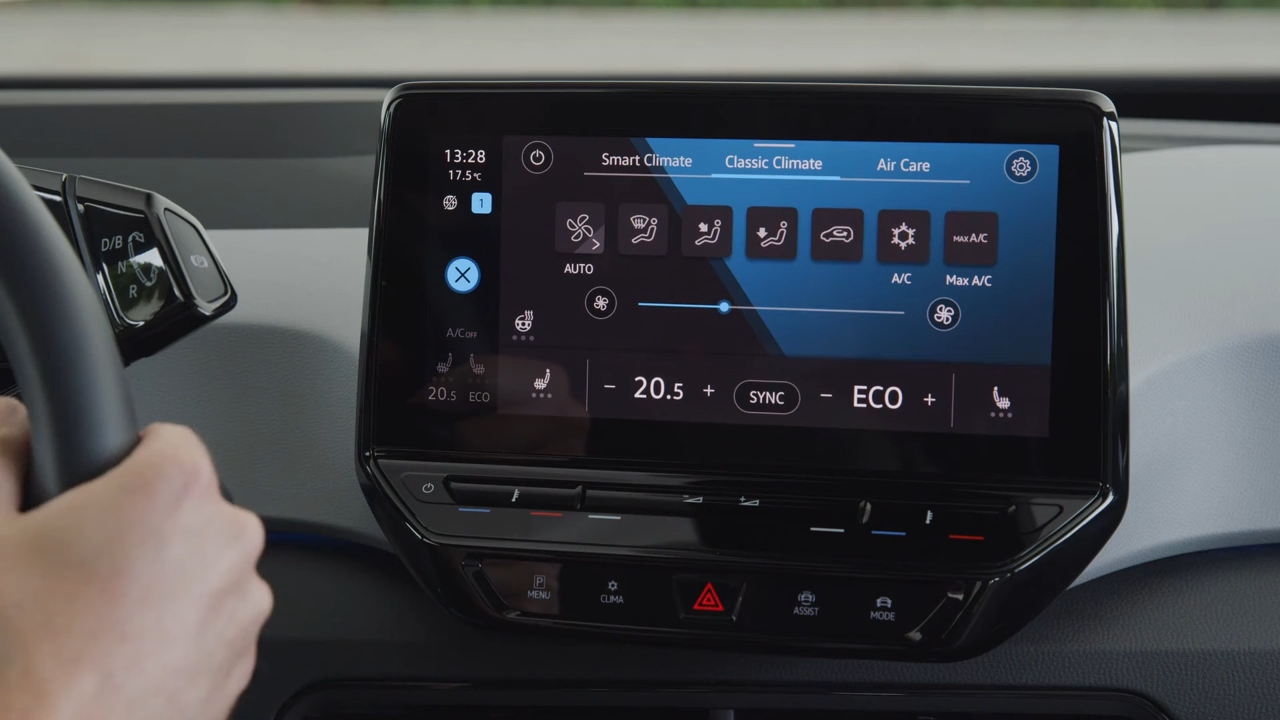 13:28
17.5°C
1
Smart Climate
Classic Climate
Air Care
MAX A/C
AUTO
A/C
Max A/C
A/C OFF
20.5 ECO
− 20.5 +
SYNC
− ECO +
D/B
N
R
P
MENU
CLIMA
ASSIST
MODE